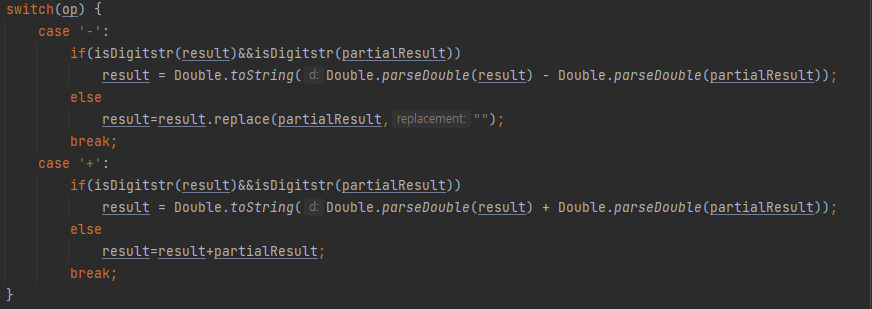 switch(op) {
case '-':
if(isDigitstr(result)&&isDigitstr(partialResult))
result = Double.toString( d: Double.parseDouble(result) - Double.parseDouble(partialResult));
else
result=result.replace(partialResult, replacement: "");
break;
case '+':
if(isDigitstr(result)&&isDigitstr(partialResult))
result = Double.toString( d: Double.parseDouble(result) + Double.parseDouble(partialResult));
else
result=result+partialResult;
break;
}